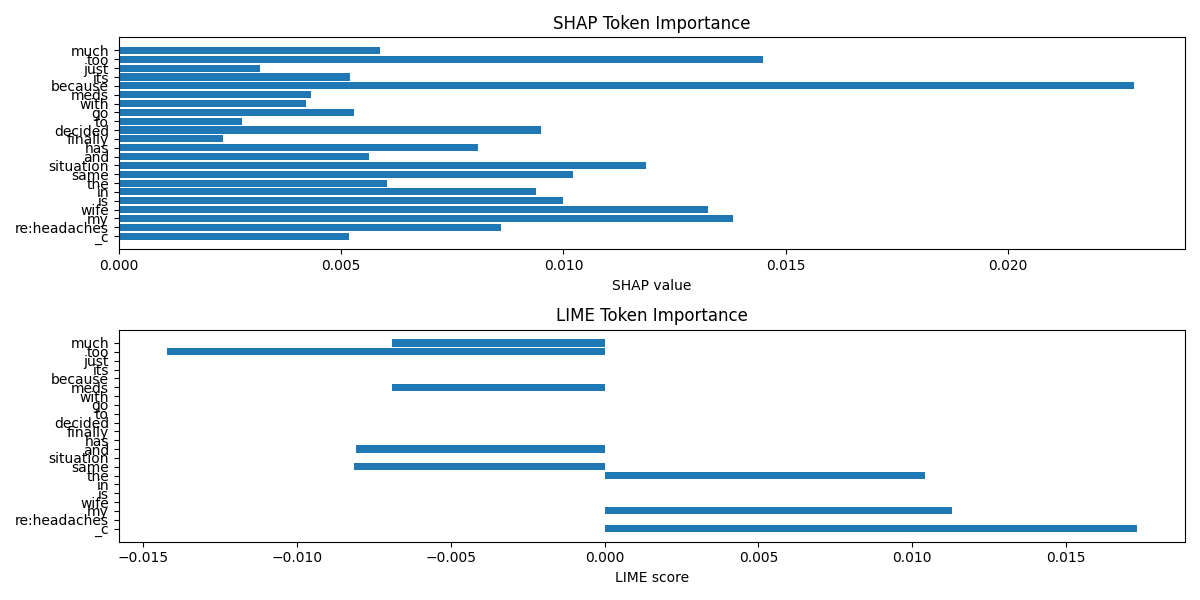 SHAP Token Importance
much
too
just
its
because
meds
with
go
to
decided
finally
has
and
situation
same
the
in
is
wife
my
re:headaches
_c
0.000 0.005 0.010 0.015 0.020
SHAP value
LIME Token Importance
much
too
just
its
because
meds
with
go
to
decided
finally
has
and
situation
same
the
in
is
wife
my
re:headaches
_c
−0.015 −0.010 −0.005 0.000 0.005 0.010 0.015
LIME score